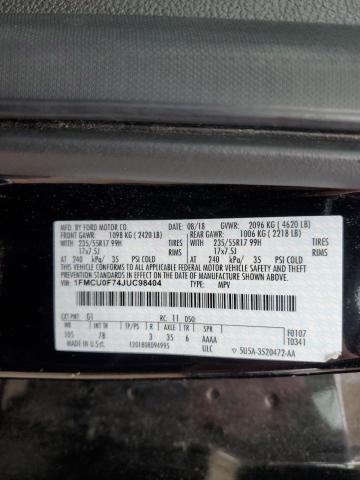 MFD. BY FORD MOTOR CO. 08/18 GVWR: 2096 KG ( 4620 LB)
FRONT GAWR: 1098 KG ( 2420 LB) REAR GAWR: 1006 KG ( 2218 LB)
WITH 235/55R17 99H TIRES WITH 235/55R17 99H TIRES
17x7.5J RIMS 17x7.5J RIMS
AT 240 kPa/ 35 PSI COLD AT 240 kPa/ 35 PSI COLD
THIS VEHICLE CONFORMS TO ALL APPLICABLE FEDERAL MOTOR VEHICLE
SAFETY AND THEFT PREVENTION STANDARDS IN
EFFECT ON THE DATE OF MANUFACTURE SHOWN ABOVE.
VIN: 1FMCU0F74JUC98404 TYPE: MPV
EXT PNT: G1 RC: 11 DSO:
WB INT TR TP/PS R AXLE TR SPR
105 7B 3 35 6 AAAA F0107
ULC T0341
MADE IN U.S.A. 1201808094995 5U5A-3520472-AA